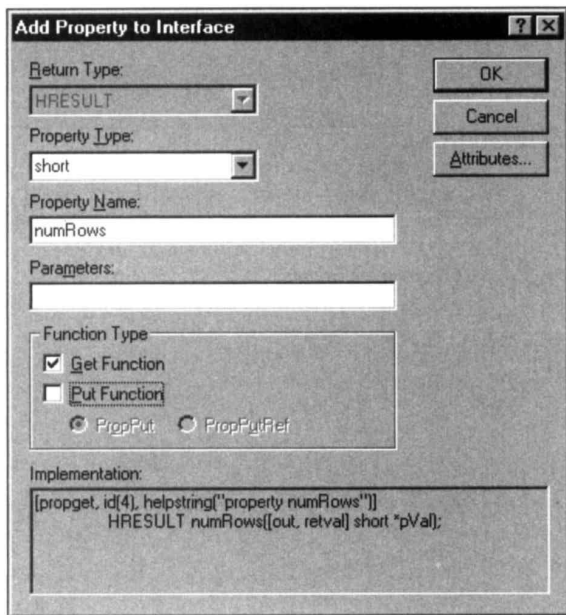 Add Property to Interface
Return Type:
HRESULT
OK
Cancel
Attributes...
Property Type:
short
Property Name:
numRows
Parameters:
Function Type
Get Function
Put Function
PropPut PropPutRef
Implementation:
[propget, id(4), helpstring("property numRows")]
HRESULT numRows([out, retval] short *pVal);